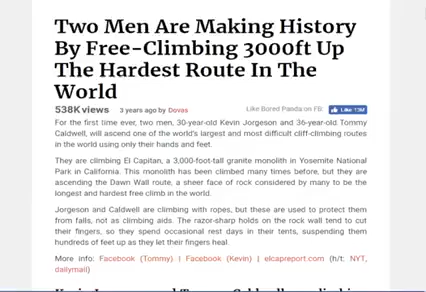 Two Men Are Making History
By Free-Climbing 3000ft Up
The Hardest Route In The
World
538K views 3 years ago by Dovas Like Bored Panda on FB: Like 13M
For the first time ever, two men, 30-year-old Kevin Jorgeson and 36-year-old Tommy
Caldwell, will ascend one of the world's largest and most difficult cliff-climbing routes
in the world using only their hands and feet.
They are climbing El Capitan, a 3,000-foot-tall granite monolith in Yosemite National
Park in California. This monolith has been climbed many times before, but they are
ascending the Dawn Wall route, a sheer face of rock considered by many to be the
longest and hardest free-climb in the world.
Jorgeson and Caldwell are climbing with ropes, but these are used to protect them
from falls, not as climbing aids. The razor-sharp holds on the rock wall tend to cut
their fingers, so they spend occasional rest days in their tents, suspending them
hundreds of feet up as they let their fingers heal.
More info: Facebook (Tommy) | Facebook (Kevin) | elcapreport.com (h/t: NYT,
dailymail)